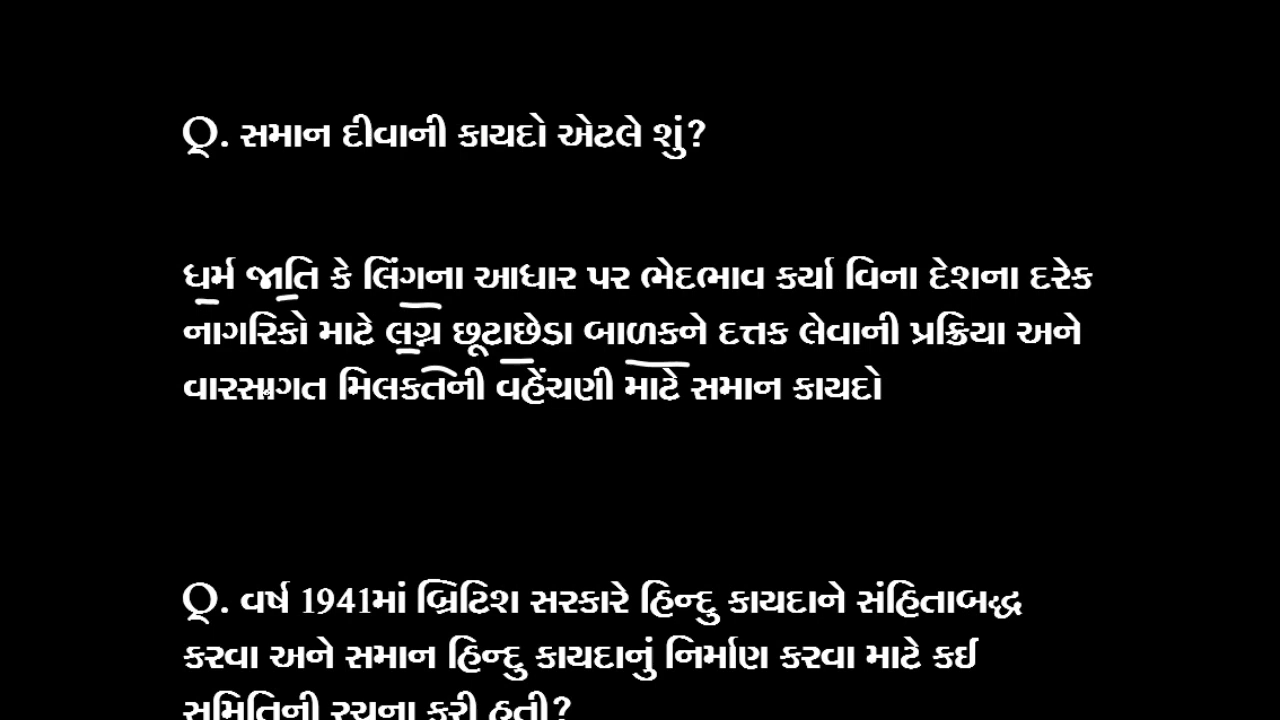 Q. સમાન દીવાની કાયદો એટલે શું?
ધર્મ જાતિ કે લિંગના આધાર પર ભેદભાવ કર્યા વિના દેશના દરેક
નાગરિકો માટે લગ્ન છૂટાછેડા બાળકને દત્તક લેવાની પ્રક્રિયા અને
વારસાગત મિલકતની વહેંચણી માટે સમાન કાયદો
Q. વર્ષ 1941માં બ્રિટિશ સરકારે હિન્દુ કાયદાને સંહિતાબદ્ધ
કરવા અને સમાન હિન્દુ કાયદાનું નિર્માણ કરવા માટે કઈ
સમિતિની રચના કરી હતી?